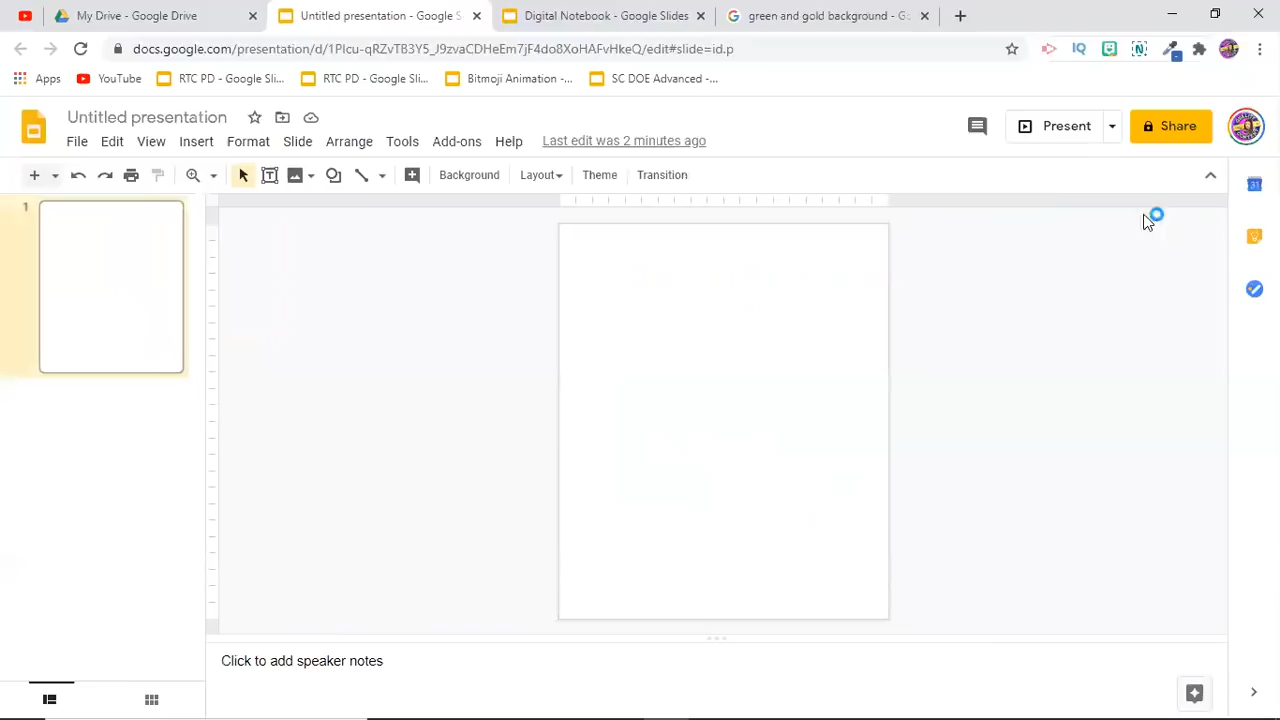 My Drive - Google Drive
Untitled presentation - Google S
Digital Notebook - Google Slides
green and gold background - Go
docs.google.com/presentation/d/1Plcu-qRZvTB3Y5_J9zvaCDHeEm7jF4do8XoHAFvHkeQ/edit#slide=id.p
Apps
YouTube
RTC PD - Google Sli...
RTC PD - Google Sli...
Bitmoji Animation -...
SC DOE Advanced -...
Untitled presentation
Present
Share
File Edit View Insert Format Slide Arrange Tools Add-ons Help Last edit was 2 minutes ago
Background Layout Theme Transition
1
31
Click to add speaker notes